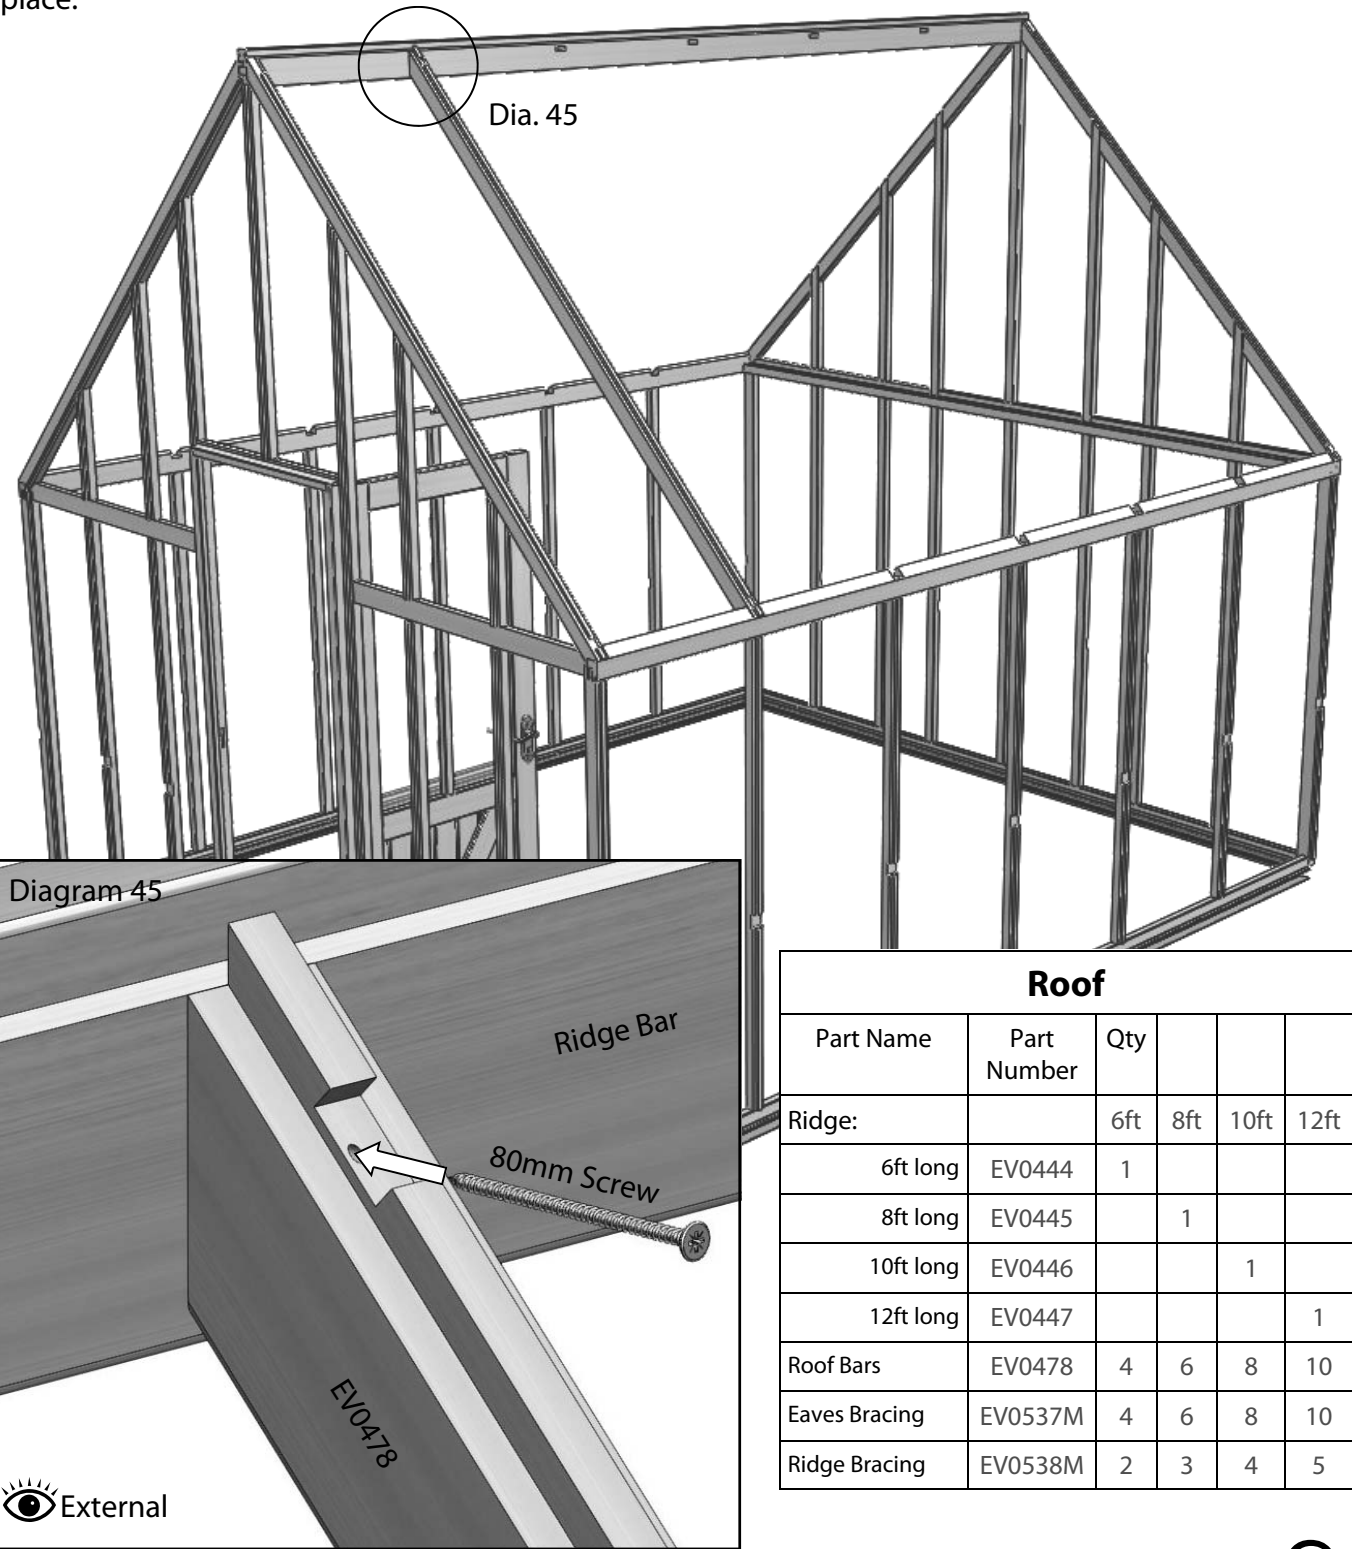 place.
Dia. 45
Diagram 45
Ridge Bar
80mm Screw
EV0478
External
Roof
Part Name Part Number Qty
Ridge: 6ft 8ft 10ft 12ft
6ft long EV0444 1
8ft long EV0445 1
10ft long EV0446 1
12ft long EV0447 1
Roof Bars EV0478 4 6 8 10
Eaves Bracing EV0537M 4 6 8 10
Ridge Bracing EV0538M 2 3 4 5